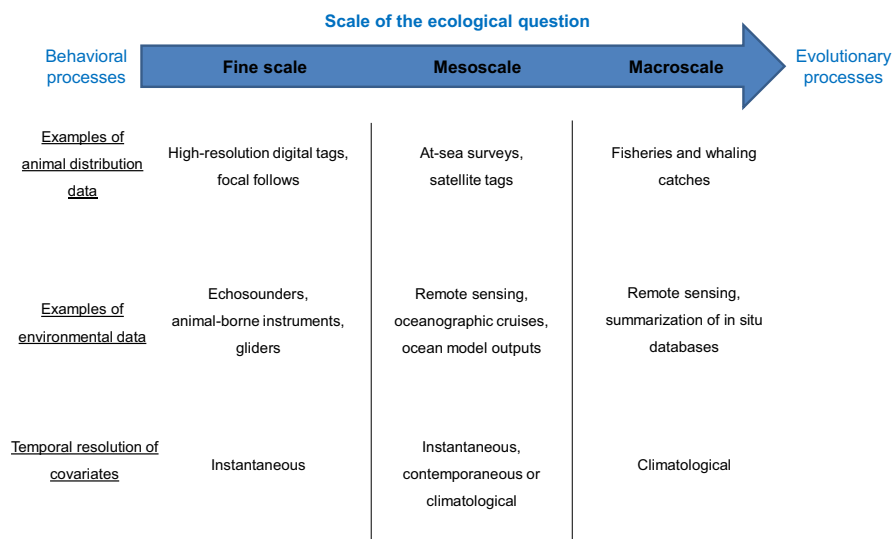 Scale of the ecological question
Behavioral
processes
Fine scale
Mesoscale
Macroscale
Evolutionary
processes
Examples of
animal distribution
data
High-resolution digital tags,
focal follows
At-sea surveys,
satellite tags
Fisheries and whaling
catches
Examples of
environmental data
Echosounders,
animal-borne instruments,
gliders
Remote sensing,
oceanographic cruises,
ocean model outputs
Remote sensing,
summarization of in situ
databases
Temporal resolution of
covariates
Instantaneous
Instantaneous,
contemporaneous or
climatological
Climatological